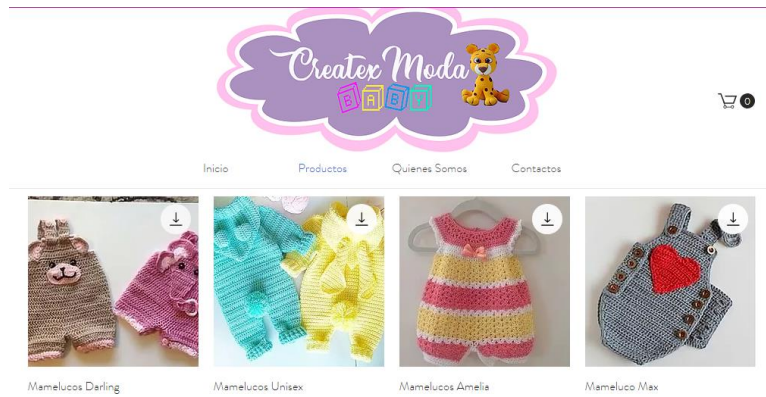 Createx Moda
BABY
0
Inicio Productos Quienes Somos Contactos
Mamelucos Darling Mamelucos Unisex Mamelucos Amelia Mameluco Max